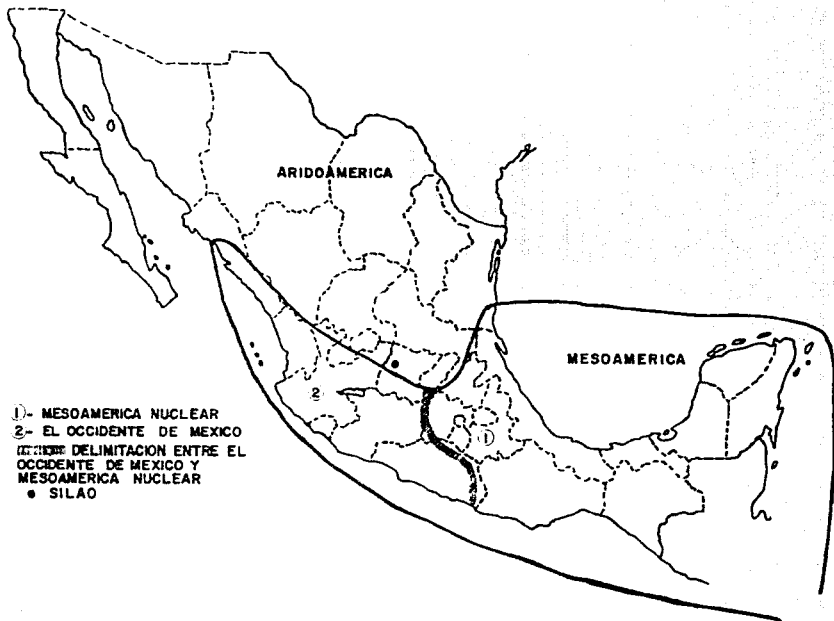 ARIDOAMERICA
MESOAMERICA
2
1
①- MESOAMERICA NUCLEAR
②- EL OCCIDENTE DE MEXICO
DELIMITACION ENTRE EL
OCCIDENTE DE MEXICO Y
MESOAMERICA NUCLEAR
• SILAO